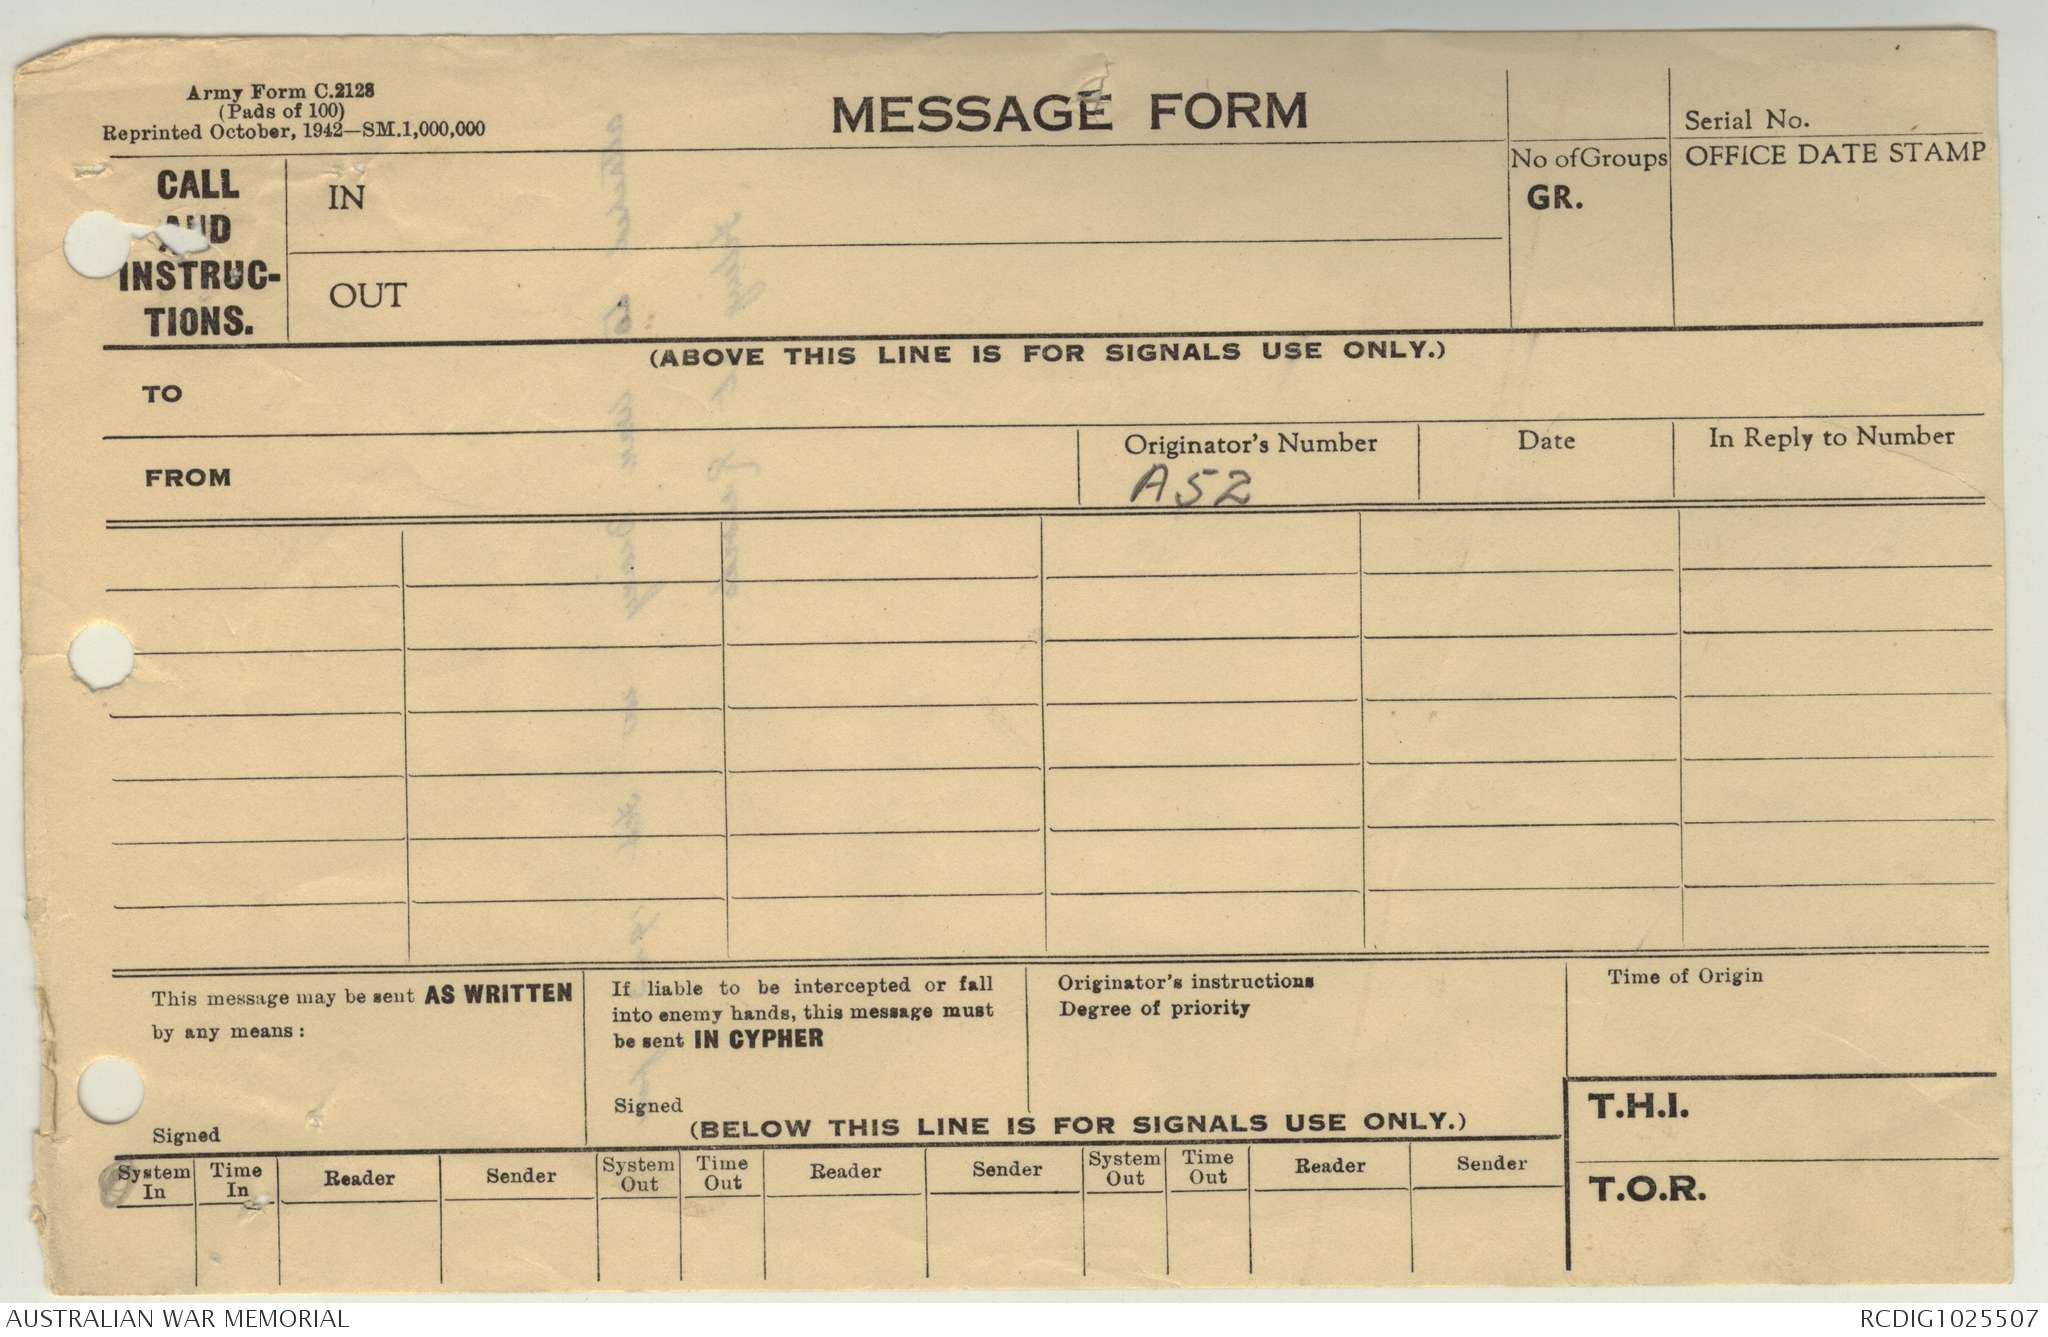 Army Form C.2128
(Pads of 100)
Reprinted October, 1942—SM.1,000,000
MESSAGE FORM
Serial No.
No of Groups
GR.
OFFICE DATE STAMP
CALL
AND
INSTRUC-
TIONS.
IN
OUT
(ABOVE THIS LINE IS FOR SIGNALS USE ONLY.)
TO
FROM
Originator's Number
A52
Date
In Reply to Number
This message may be sent AS WRITTEN
by any means:
Signed
If liable to be intercepted or fall
into enemy hands, this message must
be sent IN CYPHER
Signed
Originator's instructions
Degree of priority
Time of Origin
(BELOW THIS LINE IS FOR SIGNALS USE ONLY.)
T.H.I.
T.O.R.
System In
Time In
Reader
Sender
System Out
Time Out
Reader
Sender
System Out
Time Out
Reader
Sender
AUSTRALIAN WAR MEMORIAL
RCDIG1025507